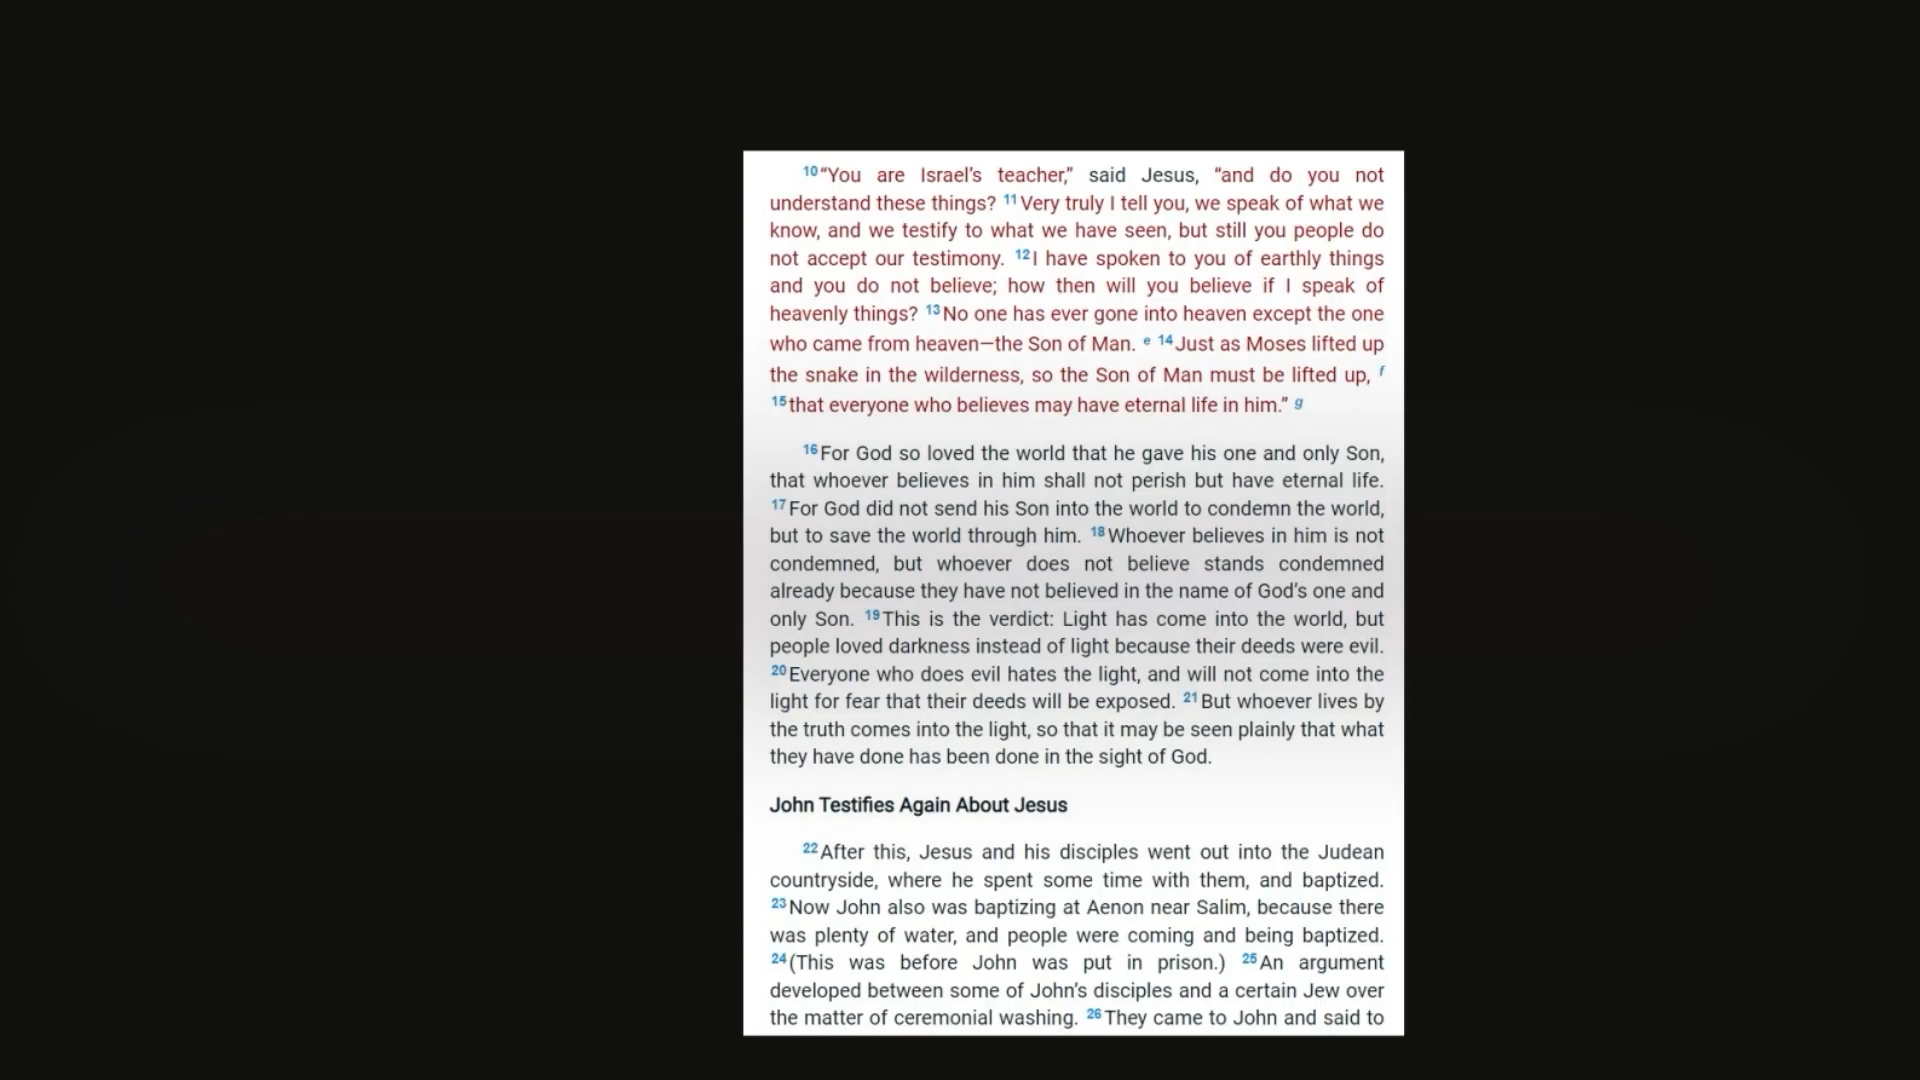 10“You are Israel’s teacher,” said Jesus, “and do you not
understand these things? 11Very truly I tell you, we speak of what we
know, and we testify to what we have seen, but still you people do
not accept our testimony. 12I have spoken to you of earthly things
and you do not believe; how then will you believe if I speak of
heavenly things? 13No one has ever gone into heaven except the one
who came from heaven—the Son of Man. e 14Just as Moses lifted up
the snake in the wilderness, so the Son of Man must be lifted up, f
15that everyone who believes may have eternal life in him.” g
16For God so loved the world that he gave his one and only Son,
that whoever believes in him shall not perish but have eternal life.
17For God did not send his Son into the world to condemn the world,
but to save the world through him. 18Whoever believes in him is not
condemned, but whoever does not believe stands condemned
already because they have not believed in the name of God’s one and
only Son. 19This is the verdict: Light has come into the world, but
people loved darkness instead of light because their deeds were evil.
20Everyone who does evil hates the light, and will not come into the
light for fear that their deeds will be exposed. 21But whoever lives by
the truth comes into the light, so that it may be seen plainly that what
they have done has been done in the sight of God.
John Testifies Again About Jesus
22After this, Jesus and his disciples went out into the Judean
countryside, where he spent some time with them, and baptized.
23Now John also was baptizing at Aenon near Salim, because there
was plenty of water, and people were coming and being baptized.
24(This was before John was put in prison.) 25An argument
developed between some of John’s disciples and a certain Jew over
the matter of ceremonial washing. 26They came to John and said to